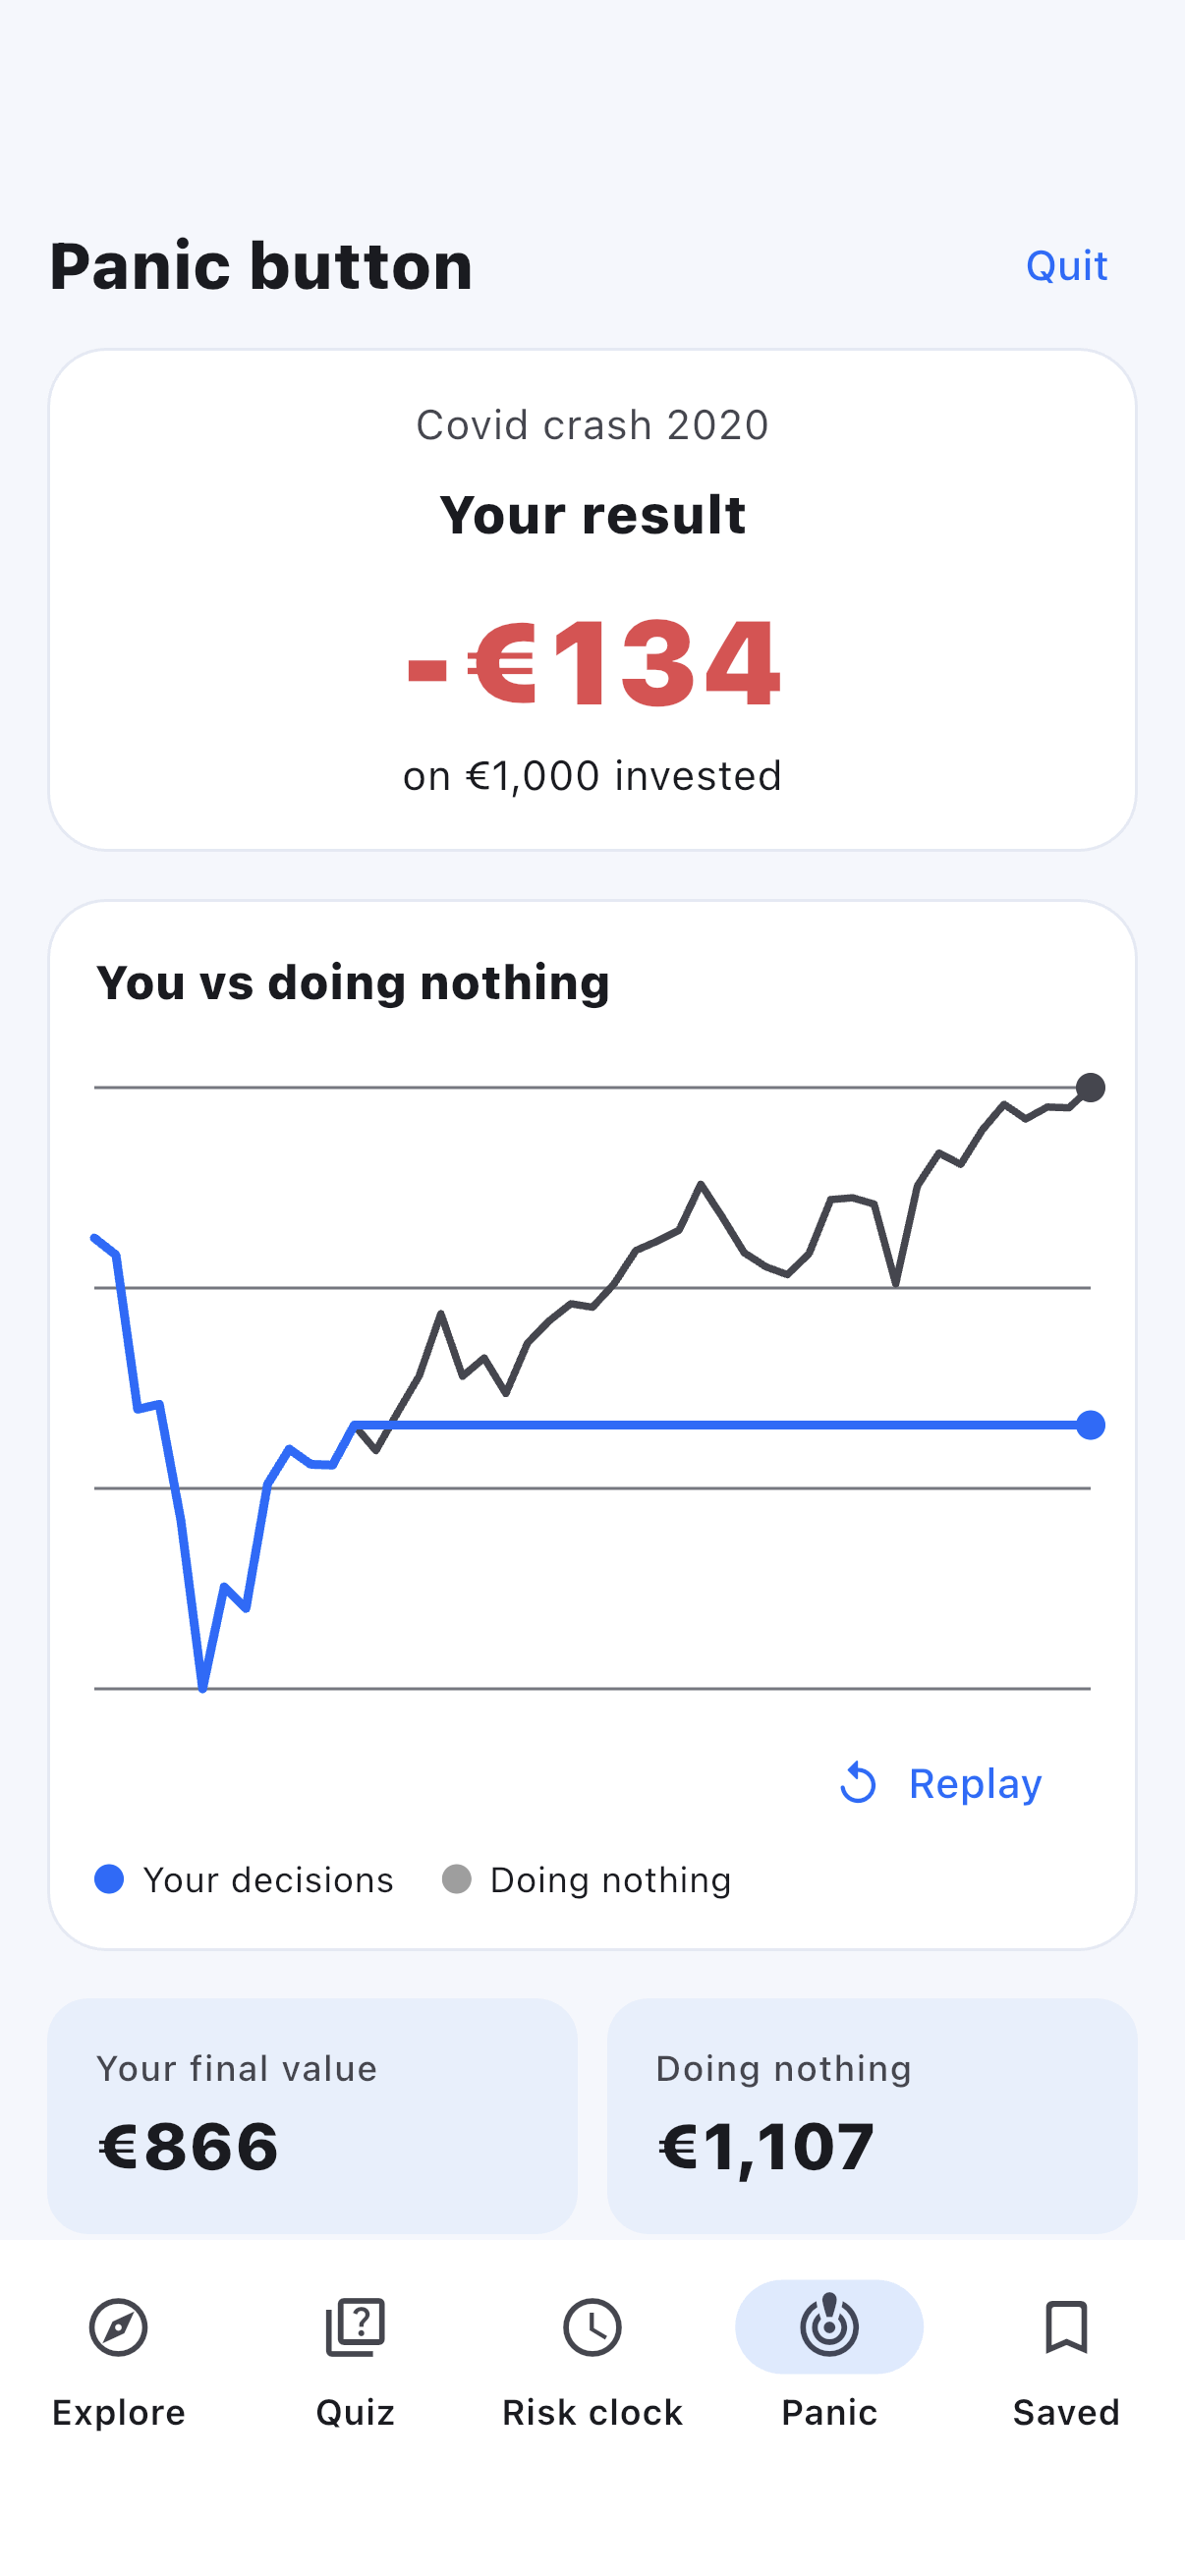 Panic button
Quit
Covid crash 2020
Your result
-€134
on €1,000 invested
You vs doing nothing
Replay
Your decisions
Doing nothing
Your final value
€866
Doing nothing
€1,107
Explore
Quiz
Risk clock
Panic
Saved